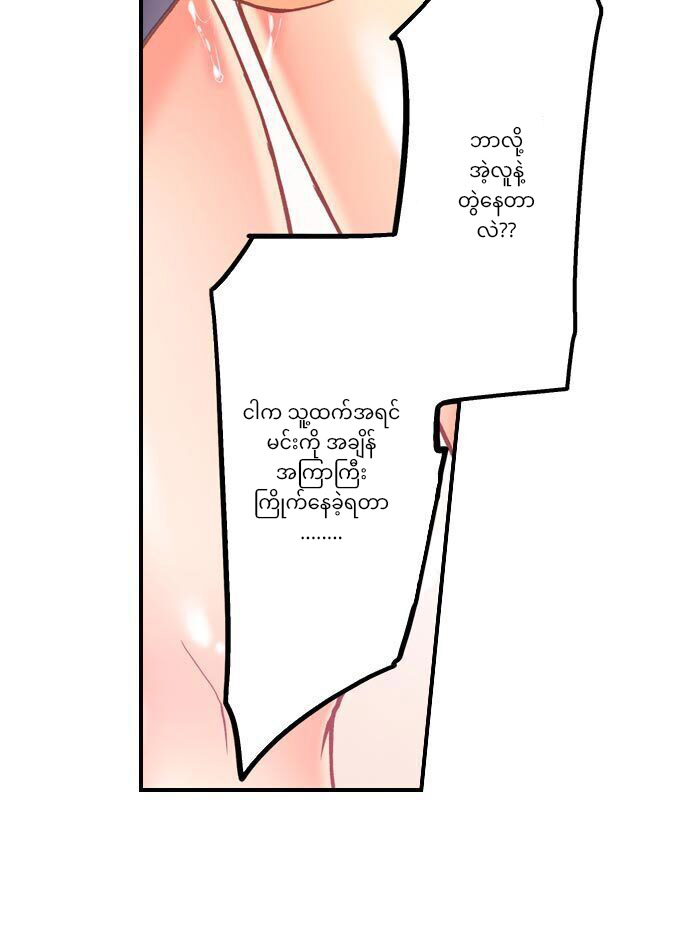 ဘာလို့
အဲ့လူနဲ့
တွဲနေတာ
လဲ??
ငါက သူ့ထက်အရင်
မင်းကို အချိန်
အကြာကြီး
ကြိုက်နေခဲ့ရတာ
........